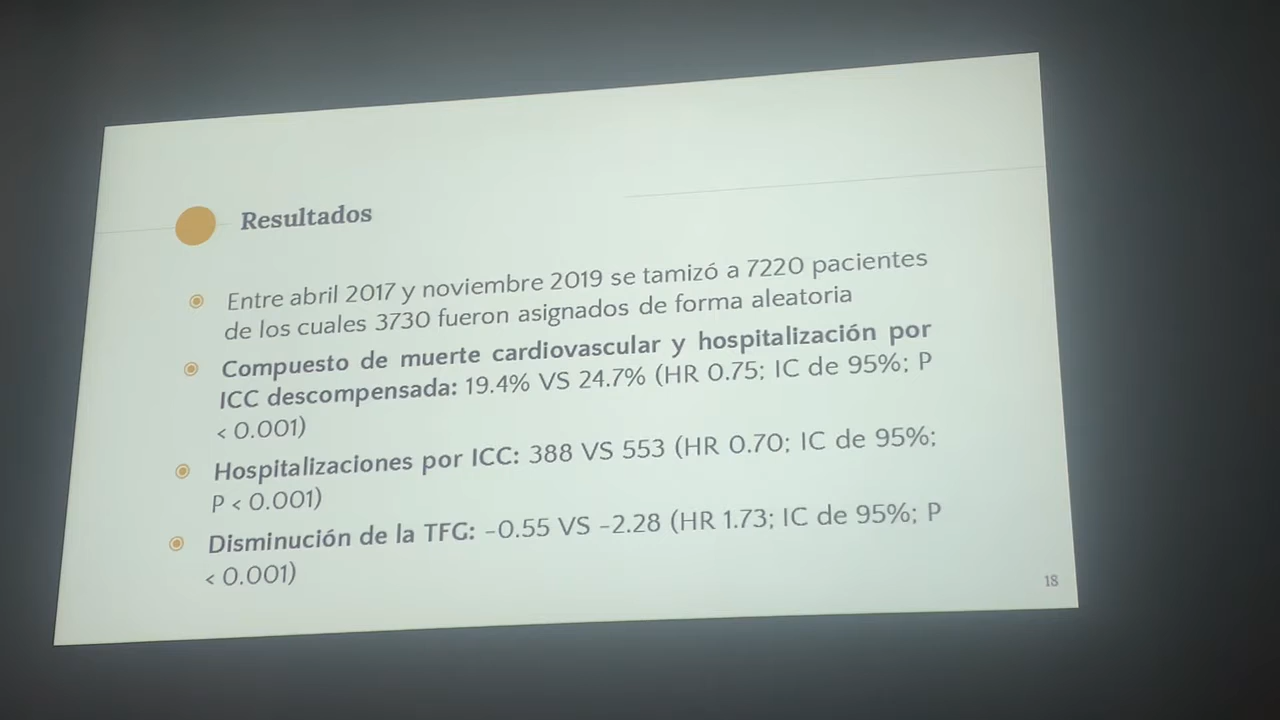 Resultados
Entre abril 2017 y noviembre 2019 se tamizó a 7220 pacientes
de los cuales 3730 fueron asignados de forma aleatoria
Compuesto de muerte cardiovascular y hospitalización por
ICC descompensada: 19.4% VS 24.7% (HR 0.75; IC de 95%; P
< 0.001)
Hospitalizaciones por ICC: 388 VS 553 (HR 0.70; IC de 95%;
P < 0.001)
Disminución de la TFG: -0.55 VS -2.28 (HR 1.73; IC de 95%; P
< 0.001)
18